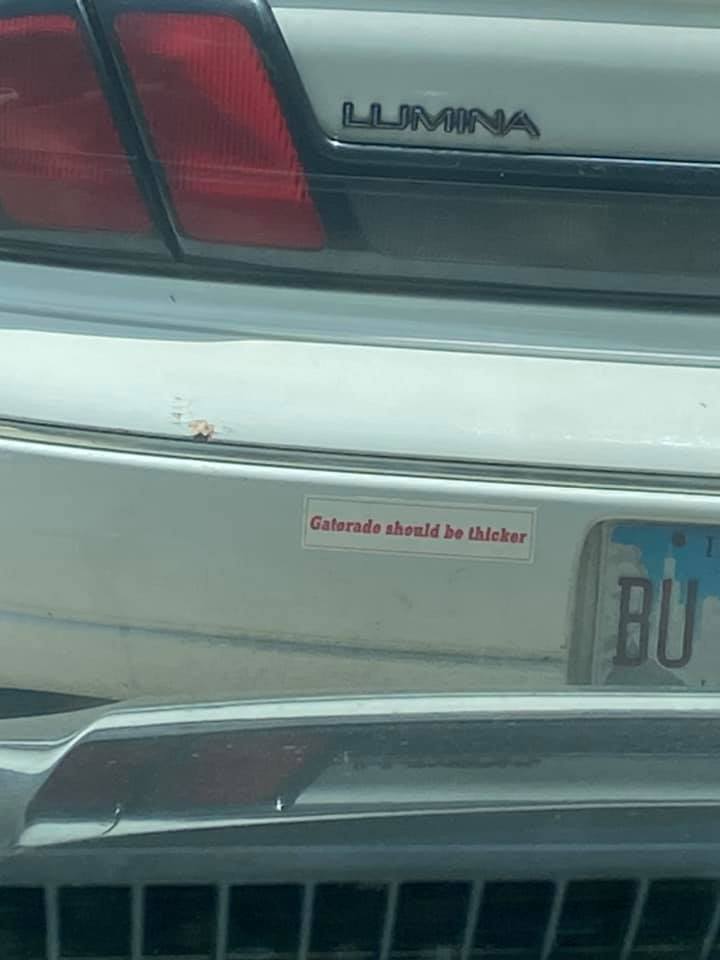 LUMINA
Gatorade should be thicker
BU